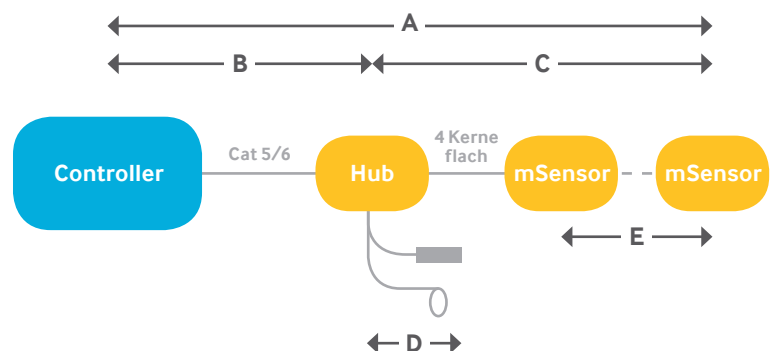 A
B
C
Controller
Cat 5/6
Hub
4 Kerne
flach
mSensor
mSensor
E
D